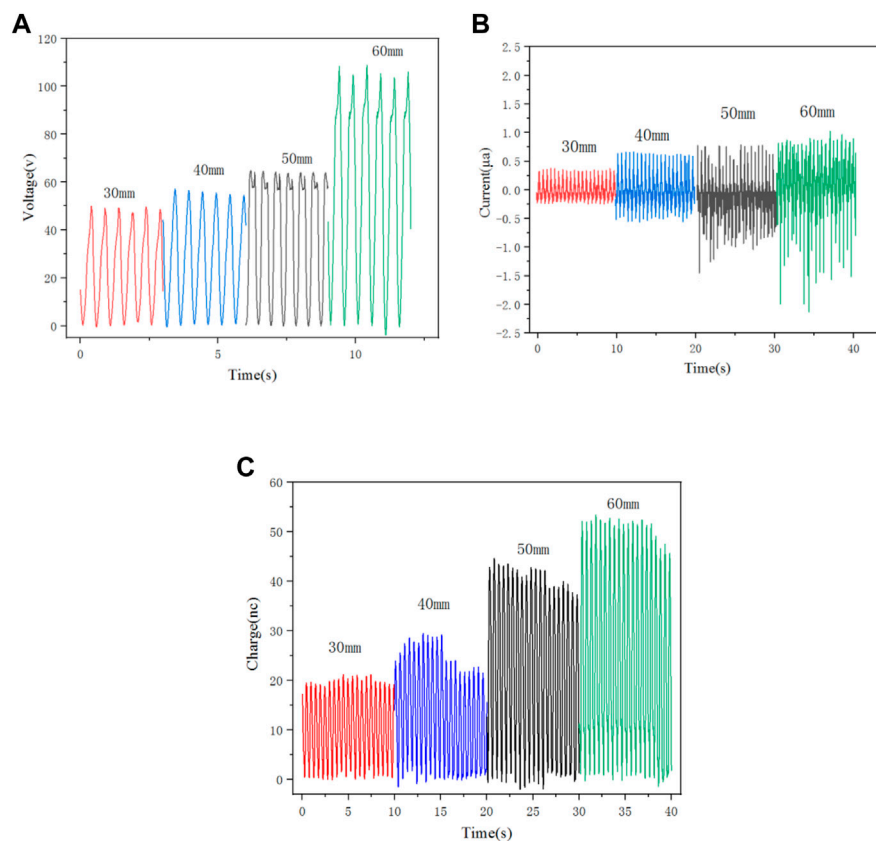 A
120
100
80
60
40
20
0
Voltage(v)
30mm
40mm
50mm
60mm
0
5
10
Time(s)
B
2.5
2.0
1.5
1.0
0.5
0.0
-0.5
-1.0
-1.5
-2.0
-2.5
Current(μa)
30mm
40mm
50mm
60mm
0
10
20
30
40
Time(s)
C
60
50
40
30
20
10
0
Charge(nc)
30mm
40mm
50mm
60mm
0
5
10
15
20
25
30
35
40
Time(s)